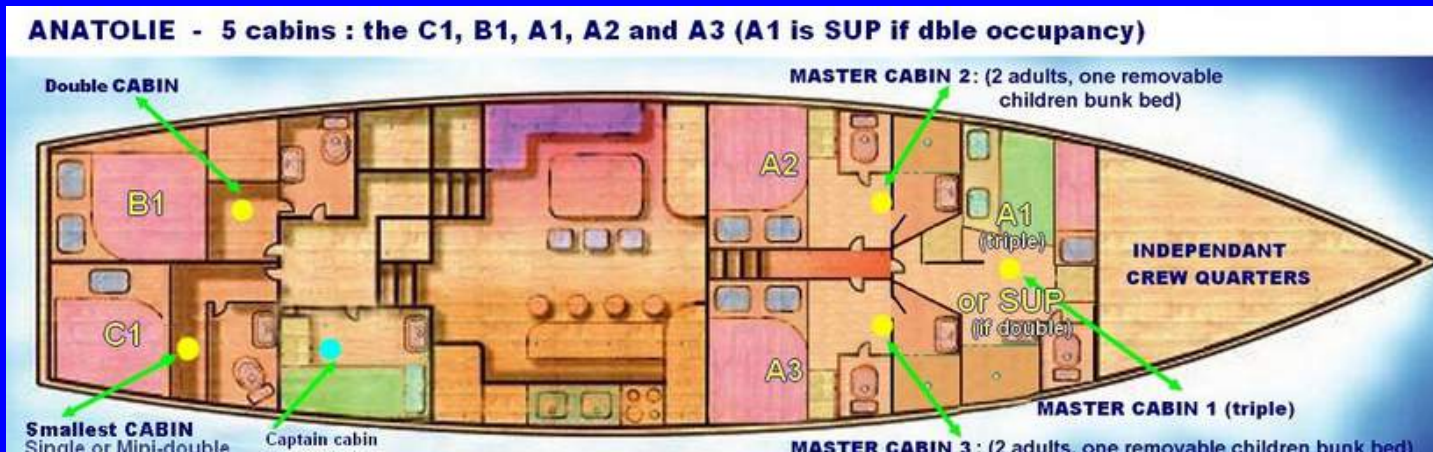 ANATOLIE - 5 cabins : the C1, B1, A1, A2 and A3 (A1 is SUP if dble occupancy)
Double CABIN
MASTER CABIN 2: (2 adults, one removable
children bunk bed)
B1
A2
A1
(triple)
INDEPENDANT
CREW QUARTERS
or SUP
(if double)
C1
A3
MASTER CABIN 1 (triple)
Smallest CABIN
Single or Mini-double
Captain cabin
MASTER CABIN 3 : (2 adults, one removable children bunk bed)